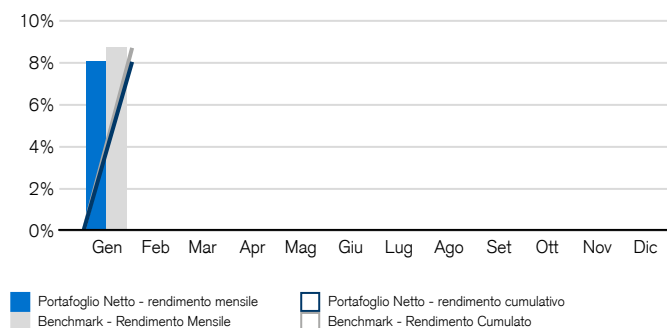 10%
8%
6%
4%
2%
0%
Gen Feb Mar Apr Mag Giu Lug Ago Set Ott Nov Dic
Portafoglio Netto - rendimento mensile Portafoglio Netto - rendimento cumulativo
Benchmark - Rendimento Mensile Benchmark - Rendimento Cumulato